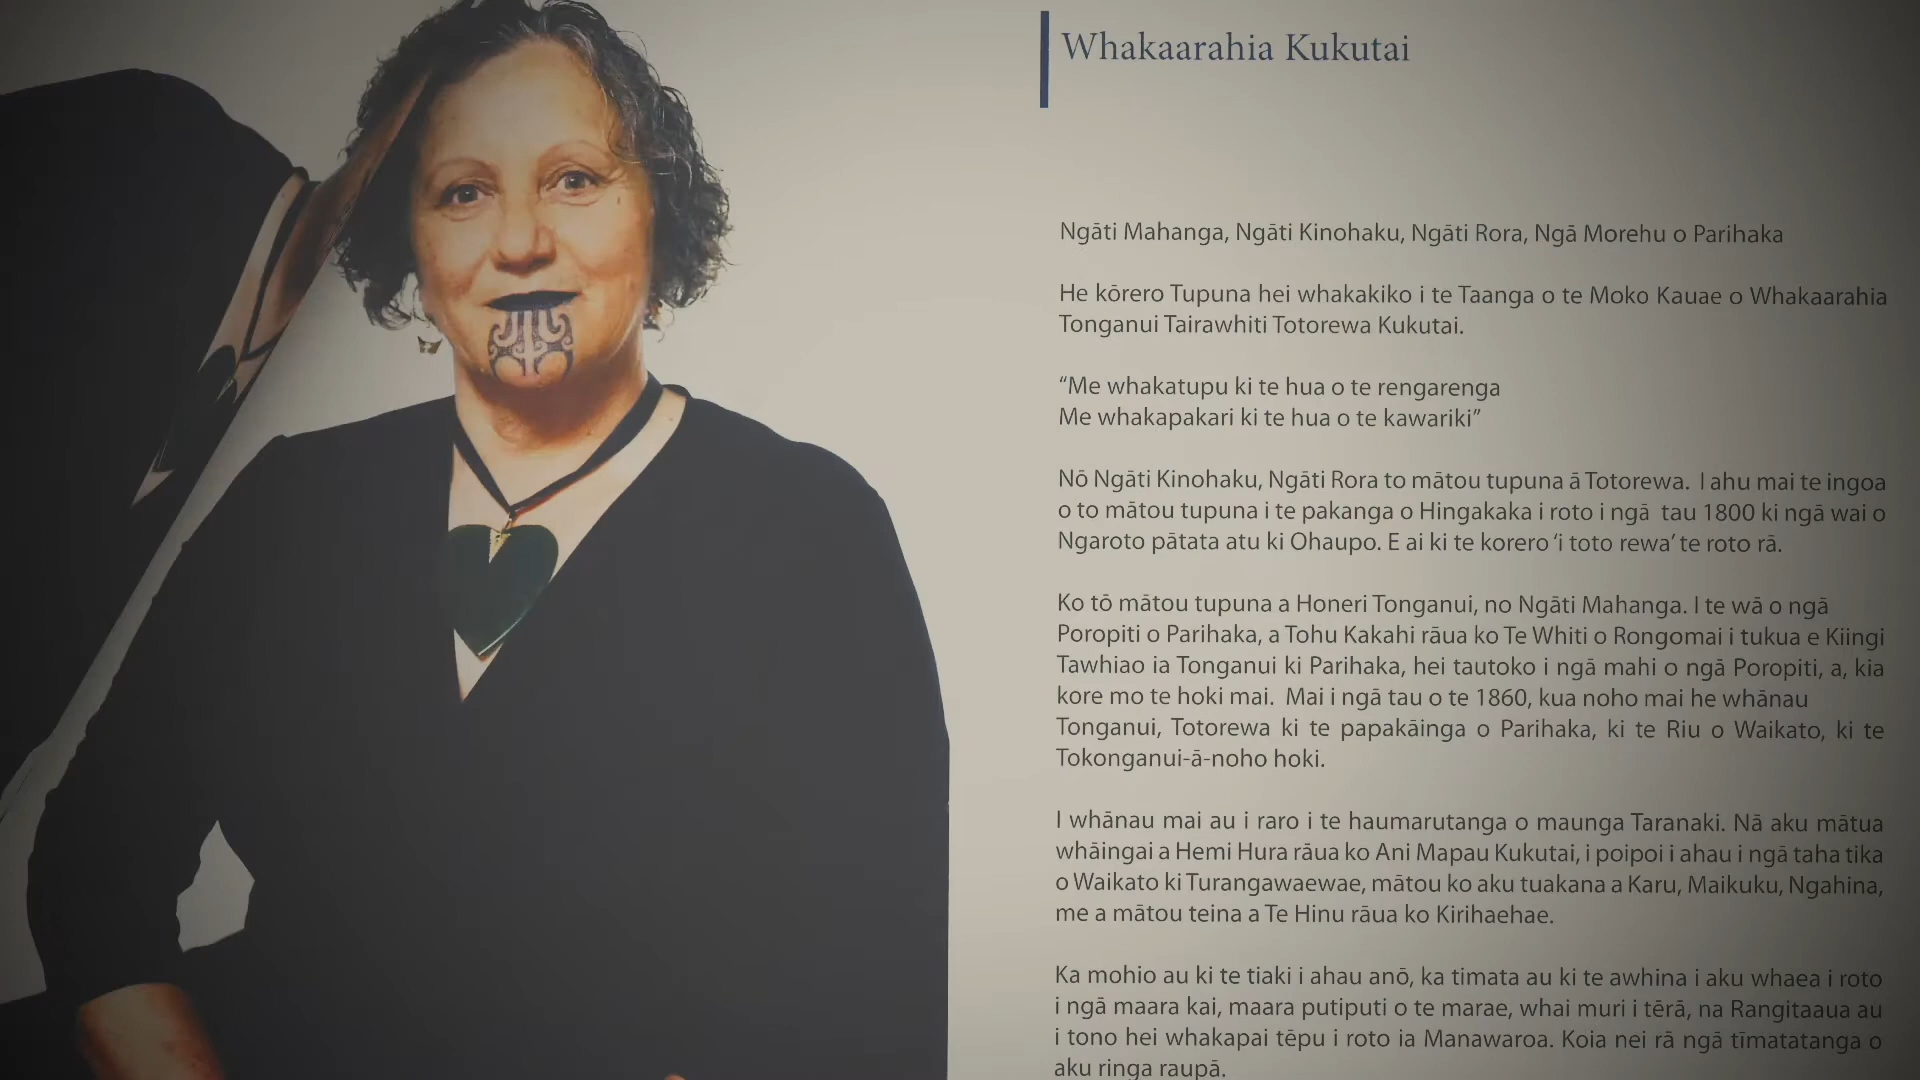 Whakaarahia Kukutai
Ngāti Mahanga, Ngāti Kinohaku, Ngāti Rora, Ngā Morehu o Parihaka
He kōrero Tupuna hei whakakiko i te Taanga o te Moko Kauae o Whakaarahia
Tonganui Tairawhiti Totorewa Kukutai.
“Me whakatupu ki te hua o te rengarenga
Me whakapakari ki te hua o te kawariki”
Nō Ngāti Kinohaku, Ngāti Rora to mātou tupuna ā Totorewa. I ahu mai te ingoa
o to mātou tupuna i te pakanga o Hingakaka i roto i ngā tau 1800 ki ngā wai o
Ngaroto pātata atu ki Ohaupo. E ai ki te korero ‘i toto rewa’ te roto rā.
Ko tō mātou tupuna a Honeri Tonganui, no Ngāti Mahanga. I te wā o ngā
Poropiti o Parihaka, a Tohu Kakahi rāua ko Te Whiti o Rongomai i tukua e Kiingi
Tawhiao ia Tonganui ki Parihaka, hei tautoko i ngā mahi o ngā Poropiti, a, kia
kore mo te hoki mai. Mai i ngā tau o te 1860, kua noho mai he whānau
Tonganui, Totorewa ki te papakāinga o Parihaka, ki te Riu o Waikato, ki te
Tokonganui-ā-noho hoki.
I whānau mai au i raro i te haumarutanga o maunga Taranaki. Nā aku mātua
whāingai a Hemi Hura rāua ko Ani Mapau Kukutai, i poipoi i ahau i ngā taha tika
o Waikato ki Turangawaewae, mātou ko aku tuakana a Karu, Maikuku, Ngahina,
me a mātou teina a Te Hinu rāua ko Kirihaehae.
Ka mohio au ki te tiaki i ahau anō, ka timata au ki te awhina i aku whaea i roto
i ngā maara kai, maara putiputi o te marae, whai muri i tērā, na Rangitaaua au
i tono hei whakapai tēpu i roto ia Manawaroa. Koia nei rā ngā tīmatatanga o
aku ringa raupā.